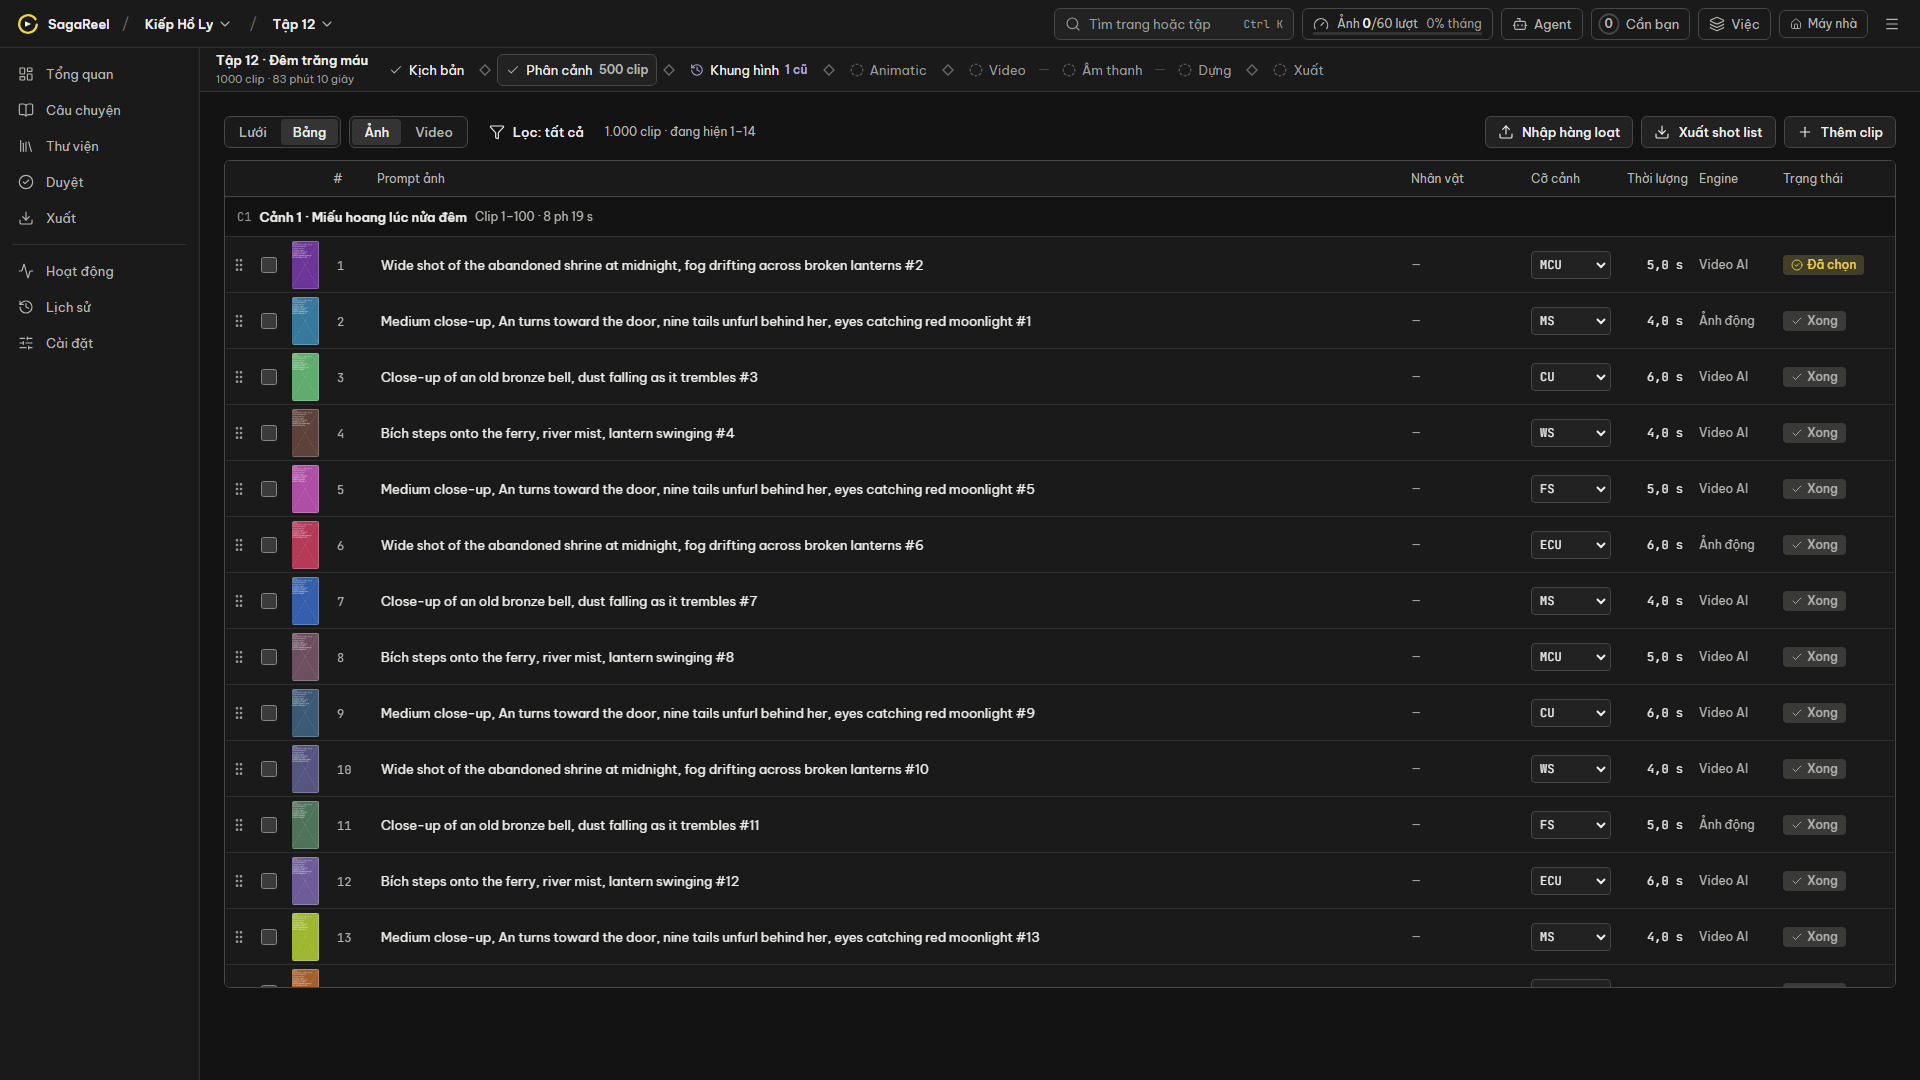 SagaReel / Kiếp Hồ Ly / Tập 12
Tìm trang hoặc tập Ctrl K
Ảnh 0/60 lượt 0% tháng
Agent
0 Cần bạn
Việc
Máy nhà
Tổng quan
Câu chuyện
Thư viện
Duyệt
Xuất
Hoạt động
Lịch sử
Cài đặt
Tập 12 · Đêm trăng máu
1000 clip · 83 phút 10 giây
Kịch bản
Phân cảnh 500 clip
Khung hình 1 cũ
Animatic
Video
Âm thanh
Dựng
Xuất
Lưới Bảng
Ảnh Video
Lọc: tất cả
1.000 clip · đang hiện 1–14
Nhập hàng loạt
Xuất shot list
Thêm clip
# Prompt ảnh Nhân vật Cỡ cảnh Thời lượng Engine Trạng thái
C1 Cảnh 1 · Miếu hoang lúc nửa đêm Clip 1–100 · 8 ph 19 s
1 Wide shot of the abandoned shrine at midnight, fog drifting across broken lanterns #2 — MCU 5,0 s Video AI Đã chọn
2 Medium close-up, An turns toward the door, nine tails unfurl behind her, eyes catching red moonlight #1 — MS 4,0 s Ảnh động Xong
3 Close-up of an old bronze bell, dust falling as it trembles #3 — CU 6,0 s Video AI Xong
4 Bích steps onto the ferry, river mist, lantern swinging #4 — WS 4,0 s Video AI Xong
5 Medium close-up, An turns toward the door, nine tails unfurl behind her, eyes catching red moonlight #5 — FS 5,0 s Video AI Xong
6 Wide shot of the abandoned shrine at midnight, fog drifting across broken lanterns #6 — ECU 6,0 s Ảnh động Xong
7 Close-up of an old bronze bell, dust falling as it trembles #7 — MS 4,0 s Video AI Xong
8 Bích steps onto the ferry, river mist, lantern swinging #8 — MCU 5,0 s Video AI Xong
9 Medium close-up, An turns toward the door, nine tails unfurl behind her, eyes catching red moonlight #9 — CU 6,0 s Video AI Xong
10 Wide shot of the abandoned shrine at midnight, fog drifting across broken lanterns #10 — WS 4,0 s Video AI Xong
11 Close-up of an old bronze bell, dust falling as it trembles #11 — FS 5,0 s Ảnh động Xong
12 Bích steps onto the ferry, river mist, lantern swinging #12 — ECU 6,0 s Video AI Xong
13 Medium close-up, An turns toward the door, nine tails unfurl behind her, eyes catching red moonlight #13 — MS 4,0 s Video AI Xong